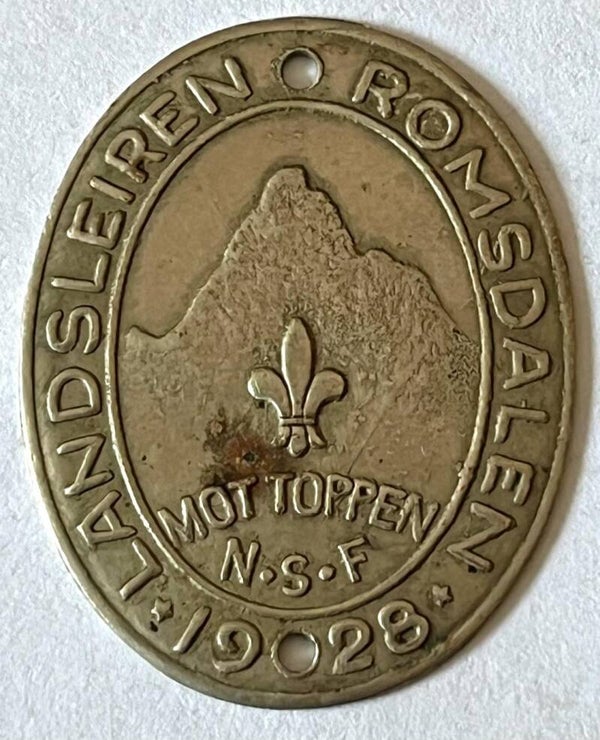 LANDSLEIREN ROMSDALEN
MOT TOPPEN
N·S·F
1928